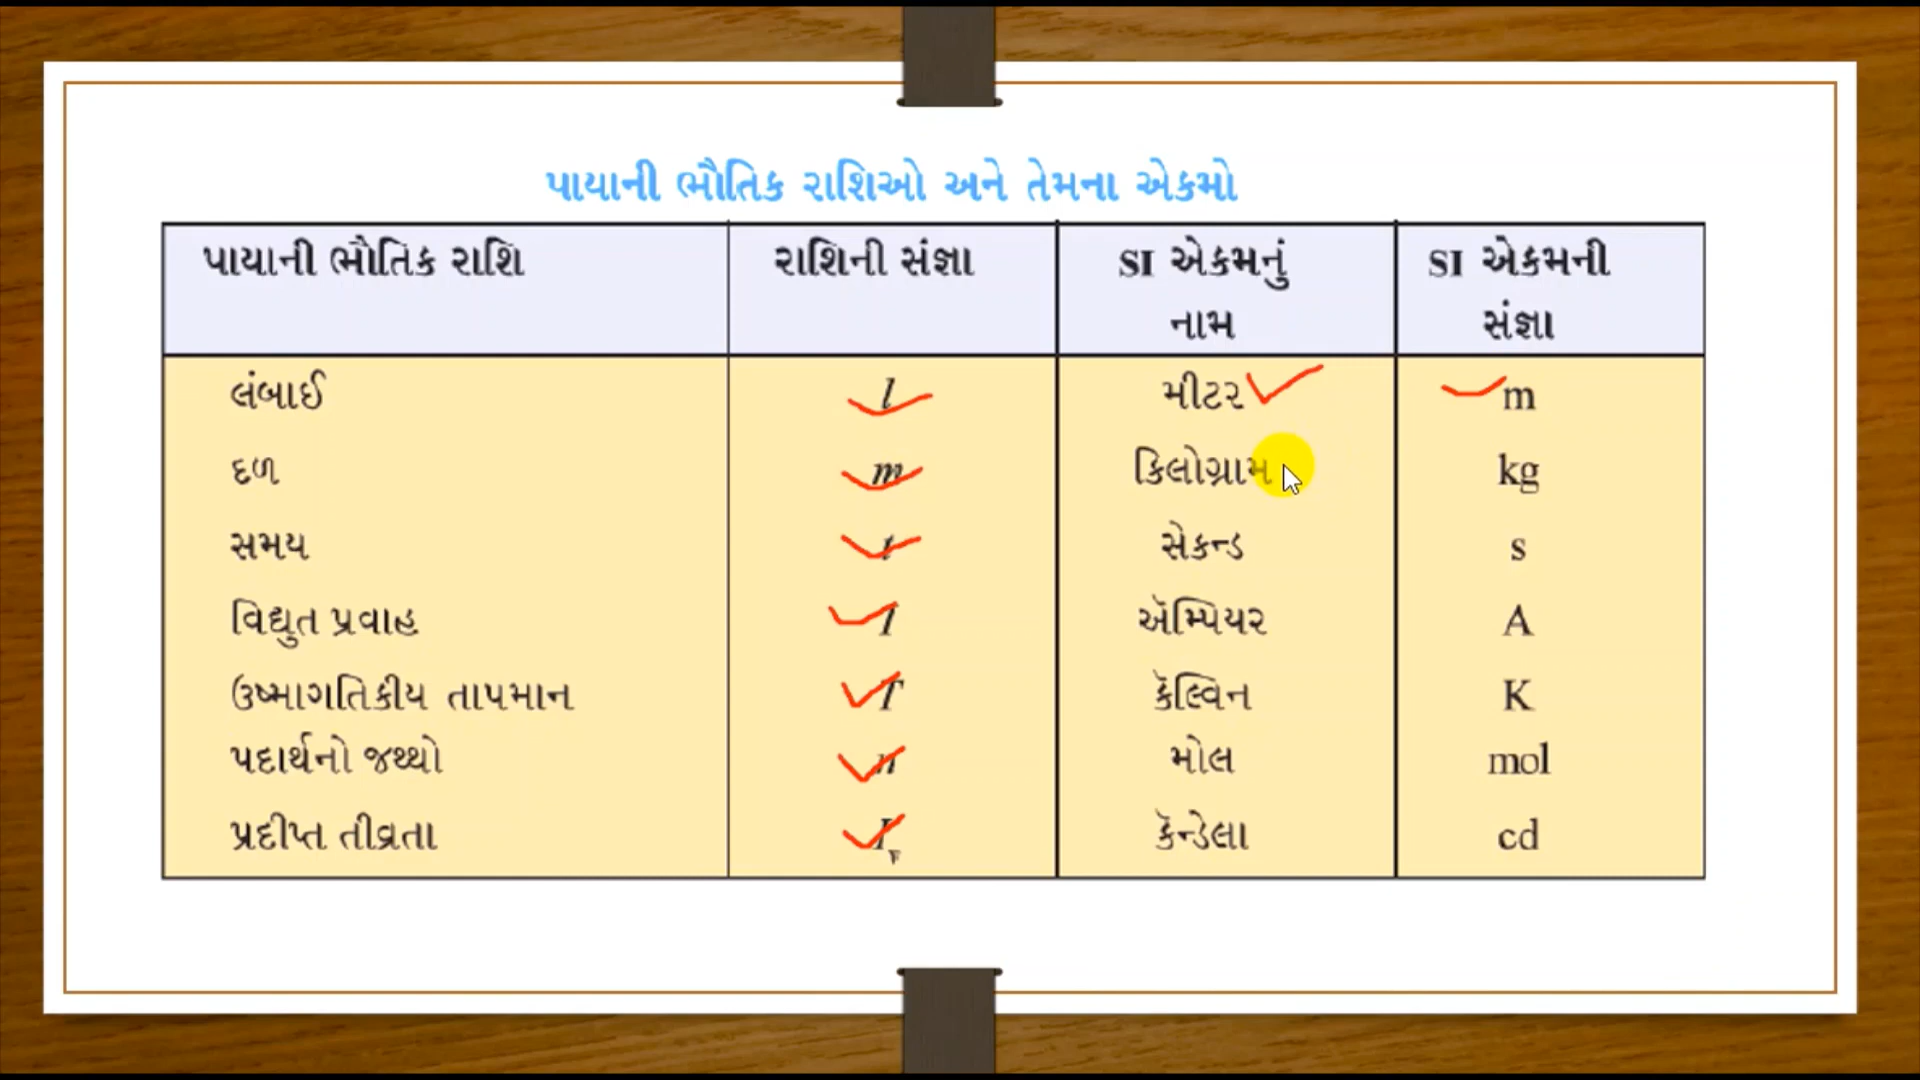 પાયાની ભૌતિક રાશિઓ અને તેમના એકમો
પાયાની ભૌતિક રાશિ રાશિની સંજ્ઞા SI એકમનું નામ SI એકમની સંજ્ઞા
લંબાઈ l મીટર m
દળ m કિલોગ્રામ kg
સમય t સેકન્ડ s
વિદ્યુત પ્રવાહ I ઍમ્પિયર A
ઉષ્માગતિકીય તાપમાન T કૅલ્વિન K
પદાર્થનો જથ્થો n મોલ mol
પ્રદીપ્ત તીવ્રતા Iv કૅન્ડેલા cd